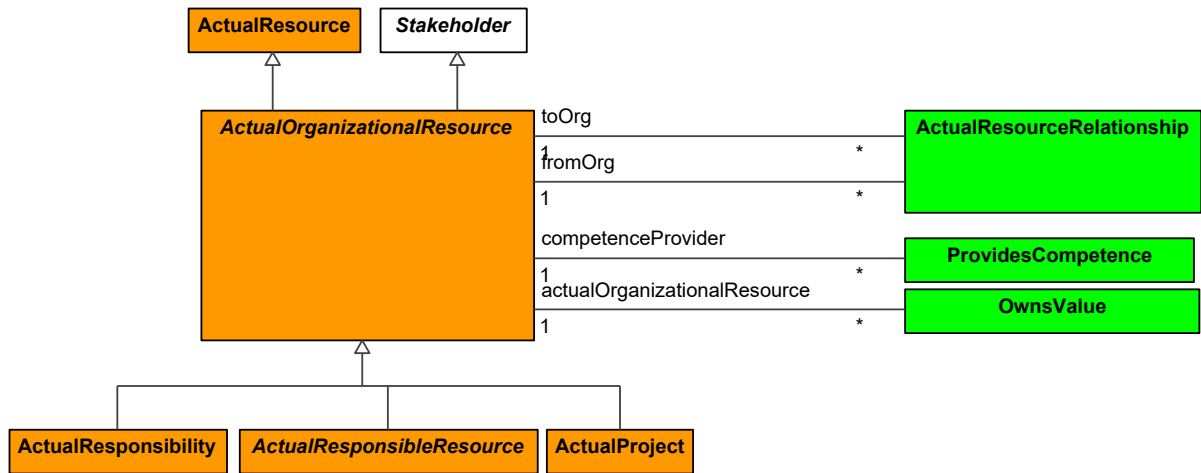 ActualResource
Stakeholder
ActualOrganizationalResource
toOrg
ActualResourceRelationship
1
*
fromOrg
1
*
competenceProvider
ProvidesCompetence
1
*
actualOrganizationalResource
OwnsValue
1
*
ActualResponsibility
ActualResponsibleResource
ActualProject